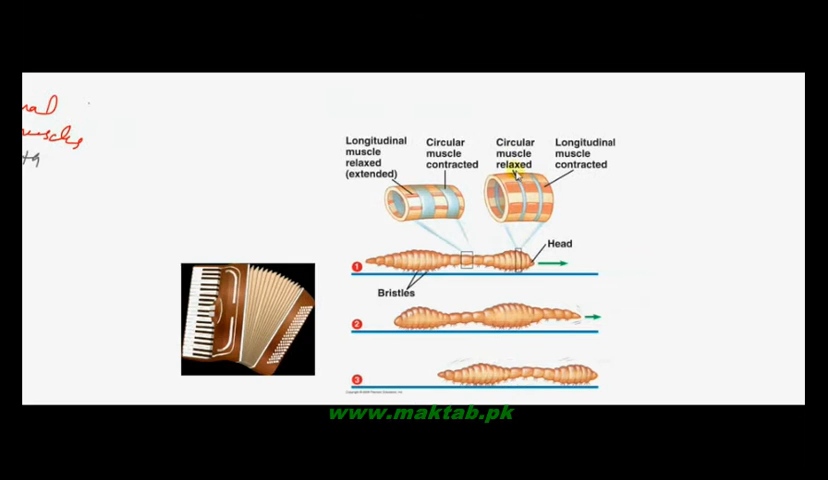 muscles
Longitudinal
muscle
relaxed
(extended)
Circular
muscle
contracted
Circular
muscle
relaxed
Longitudinal
muscle
contracted
Head
1
Bristles
2
3
www.maktab.pk